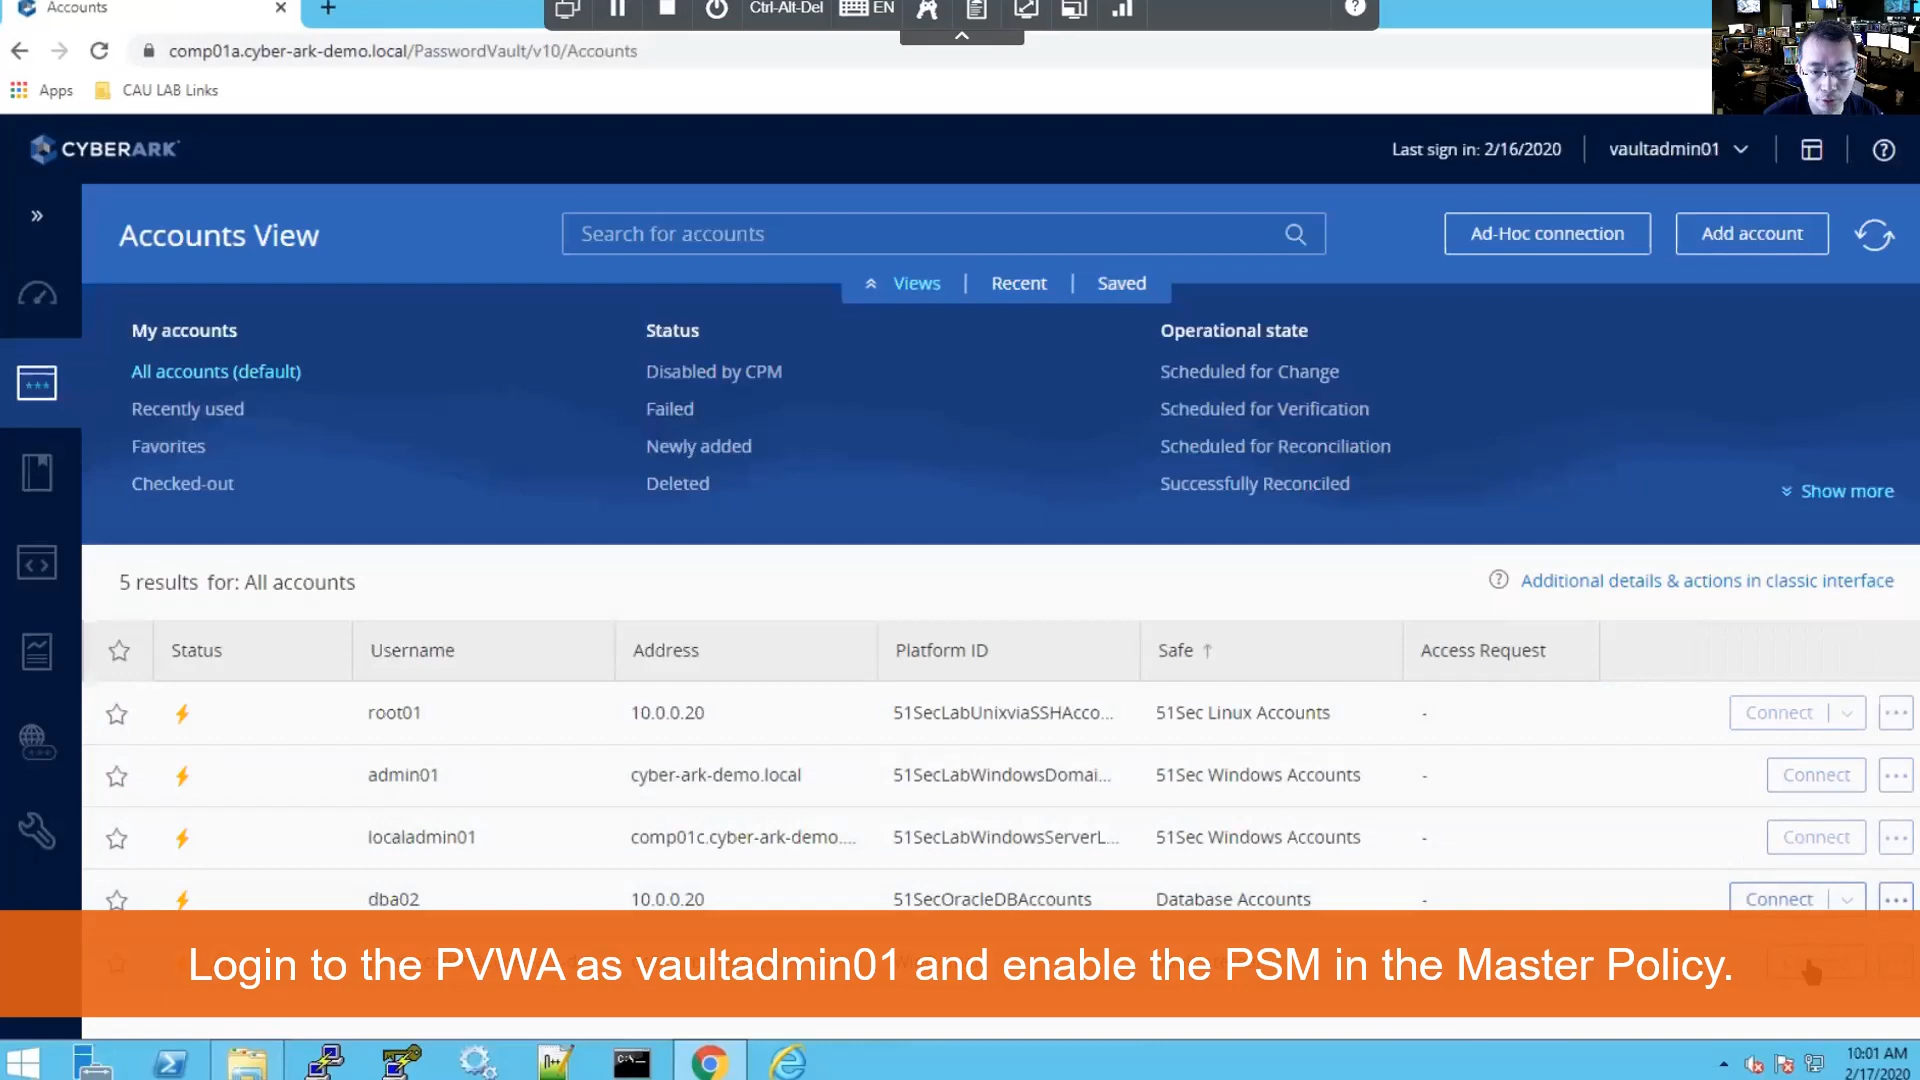 Accounts
Ctrl-Alt-Del
EN
comp01a.cyber-ark-demo.local/PasswordVault/v10/Accounts
Apps
CAU LAB Links
CYBERARK
Last sign in: 2/16/2020
vaultadmin01
Accounts View
Search for accounts
Ad-Hoc connection
Add account
Views
Recent
Saved
My accounts
Status
Operational state
All accounts (default)
Disabled by CPM
Scheduled for Change
Recently used
Failed
Scheduled for Verification
Favorites
Newly added
Scheduled for Reconciliation
Checked-out
Deleted
Successfully Reconciled
Show more
5 results for: All accounts
Additional details & actions in classic interface
Status Username Address Platform ID Safe Access Request
root01 10.0.0.20 51SecLabUnixviaSSHAcco... 51Sec Linux Accounts - Connect
admin01 cyber-ark-demo.local 51SecLabWindowsDomai... 51Sec Windows Accounts - Connect
localadmin01 comp01c.cyber-ark-demo.... 51SecLabWindowsServerL... 51Sec Windows Accounts - Connect
dba02 10.0.0.20 51SecOracleDBAccounts Database Accounts - Connect
Login to the PVWA as vaultadmin01 and enable the PSM in the Master Policy.
10:01 AM
2/17/2020